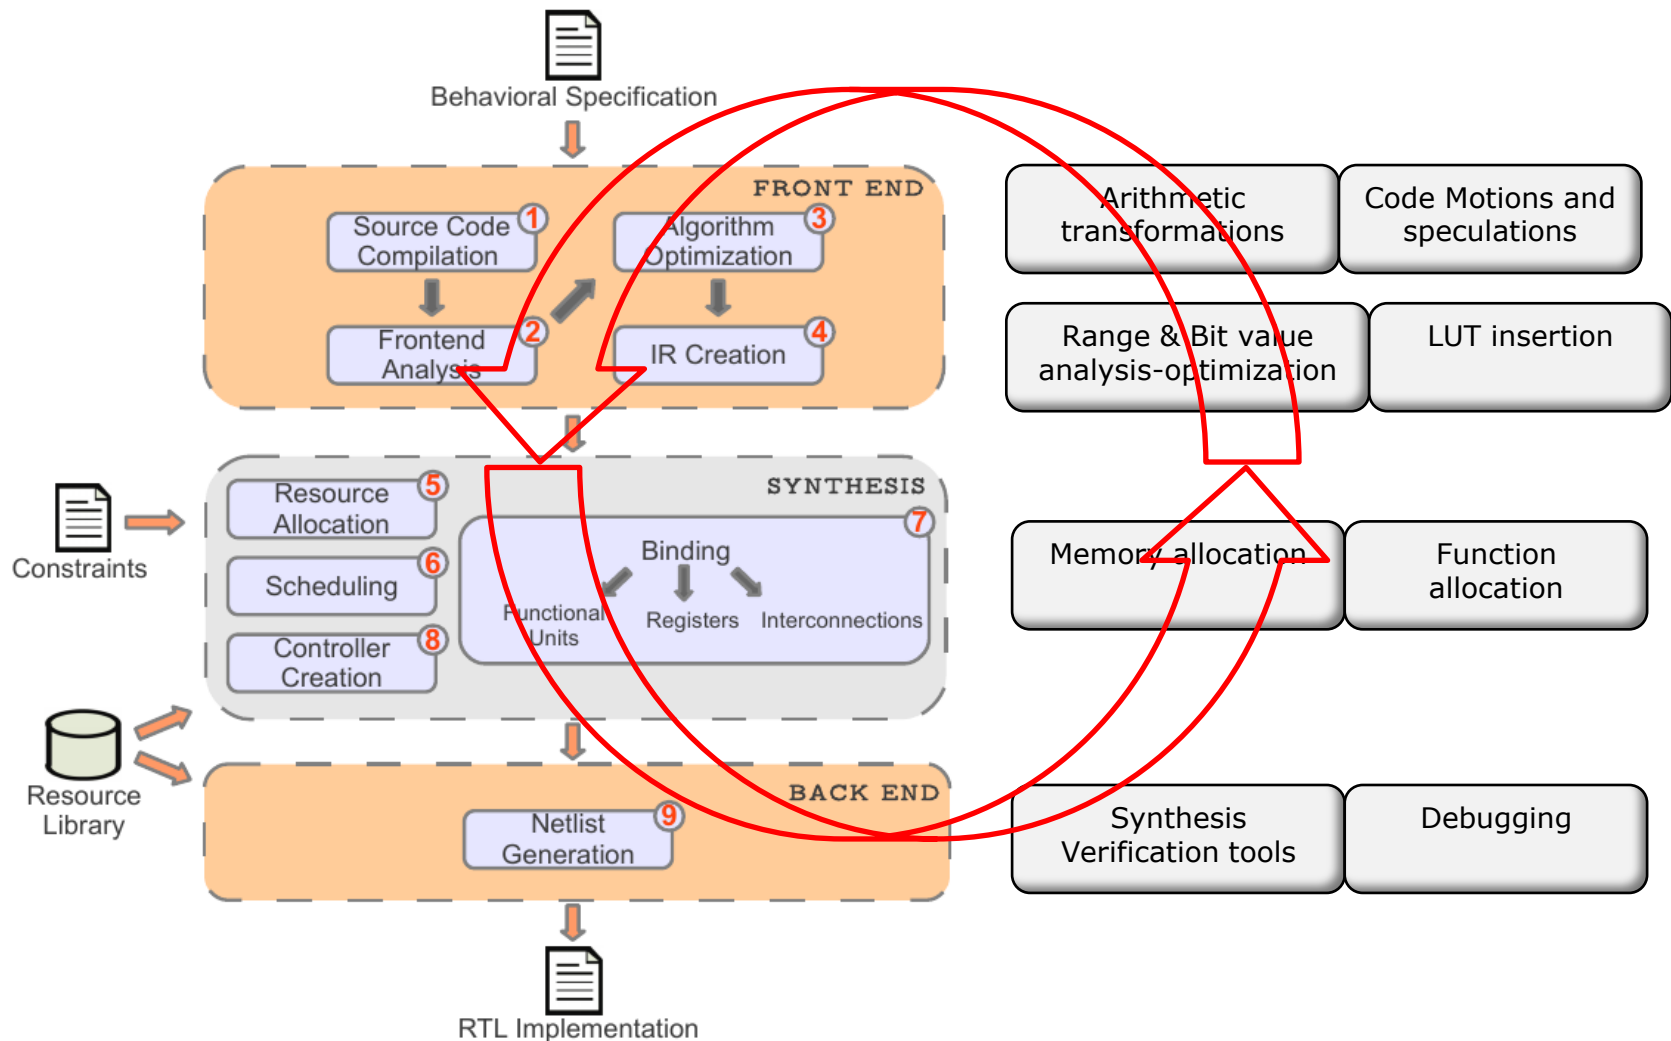 Behavioral Specification
FRONT END
Source Code
Compilation
1
Algorithm
Optimization
3
Frontend
Analysis
2
IR Creation
4
Arithmetic
transformations
Code Motions and
speculations
Range & Bit value
analysis-optimization
LUT insertion
Constraints
SYNTHESIS
Resource
Allocation
5
Scheduling
6
Controller
Creation
8
7
Binding
Functional
Units
Registers
Interconnections
Memory allocation
Function
allocation
Resource
Library
BACK END
Netlist
Generation
9
Synthesis
Verification tools
Debugging
RTL Implementation